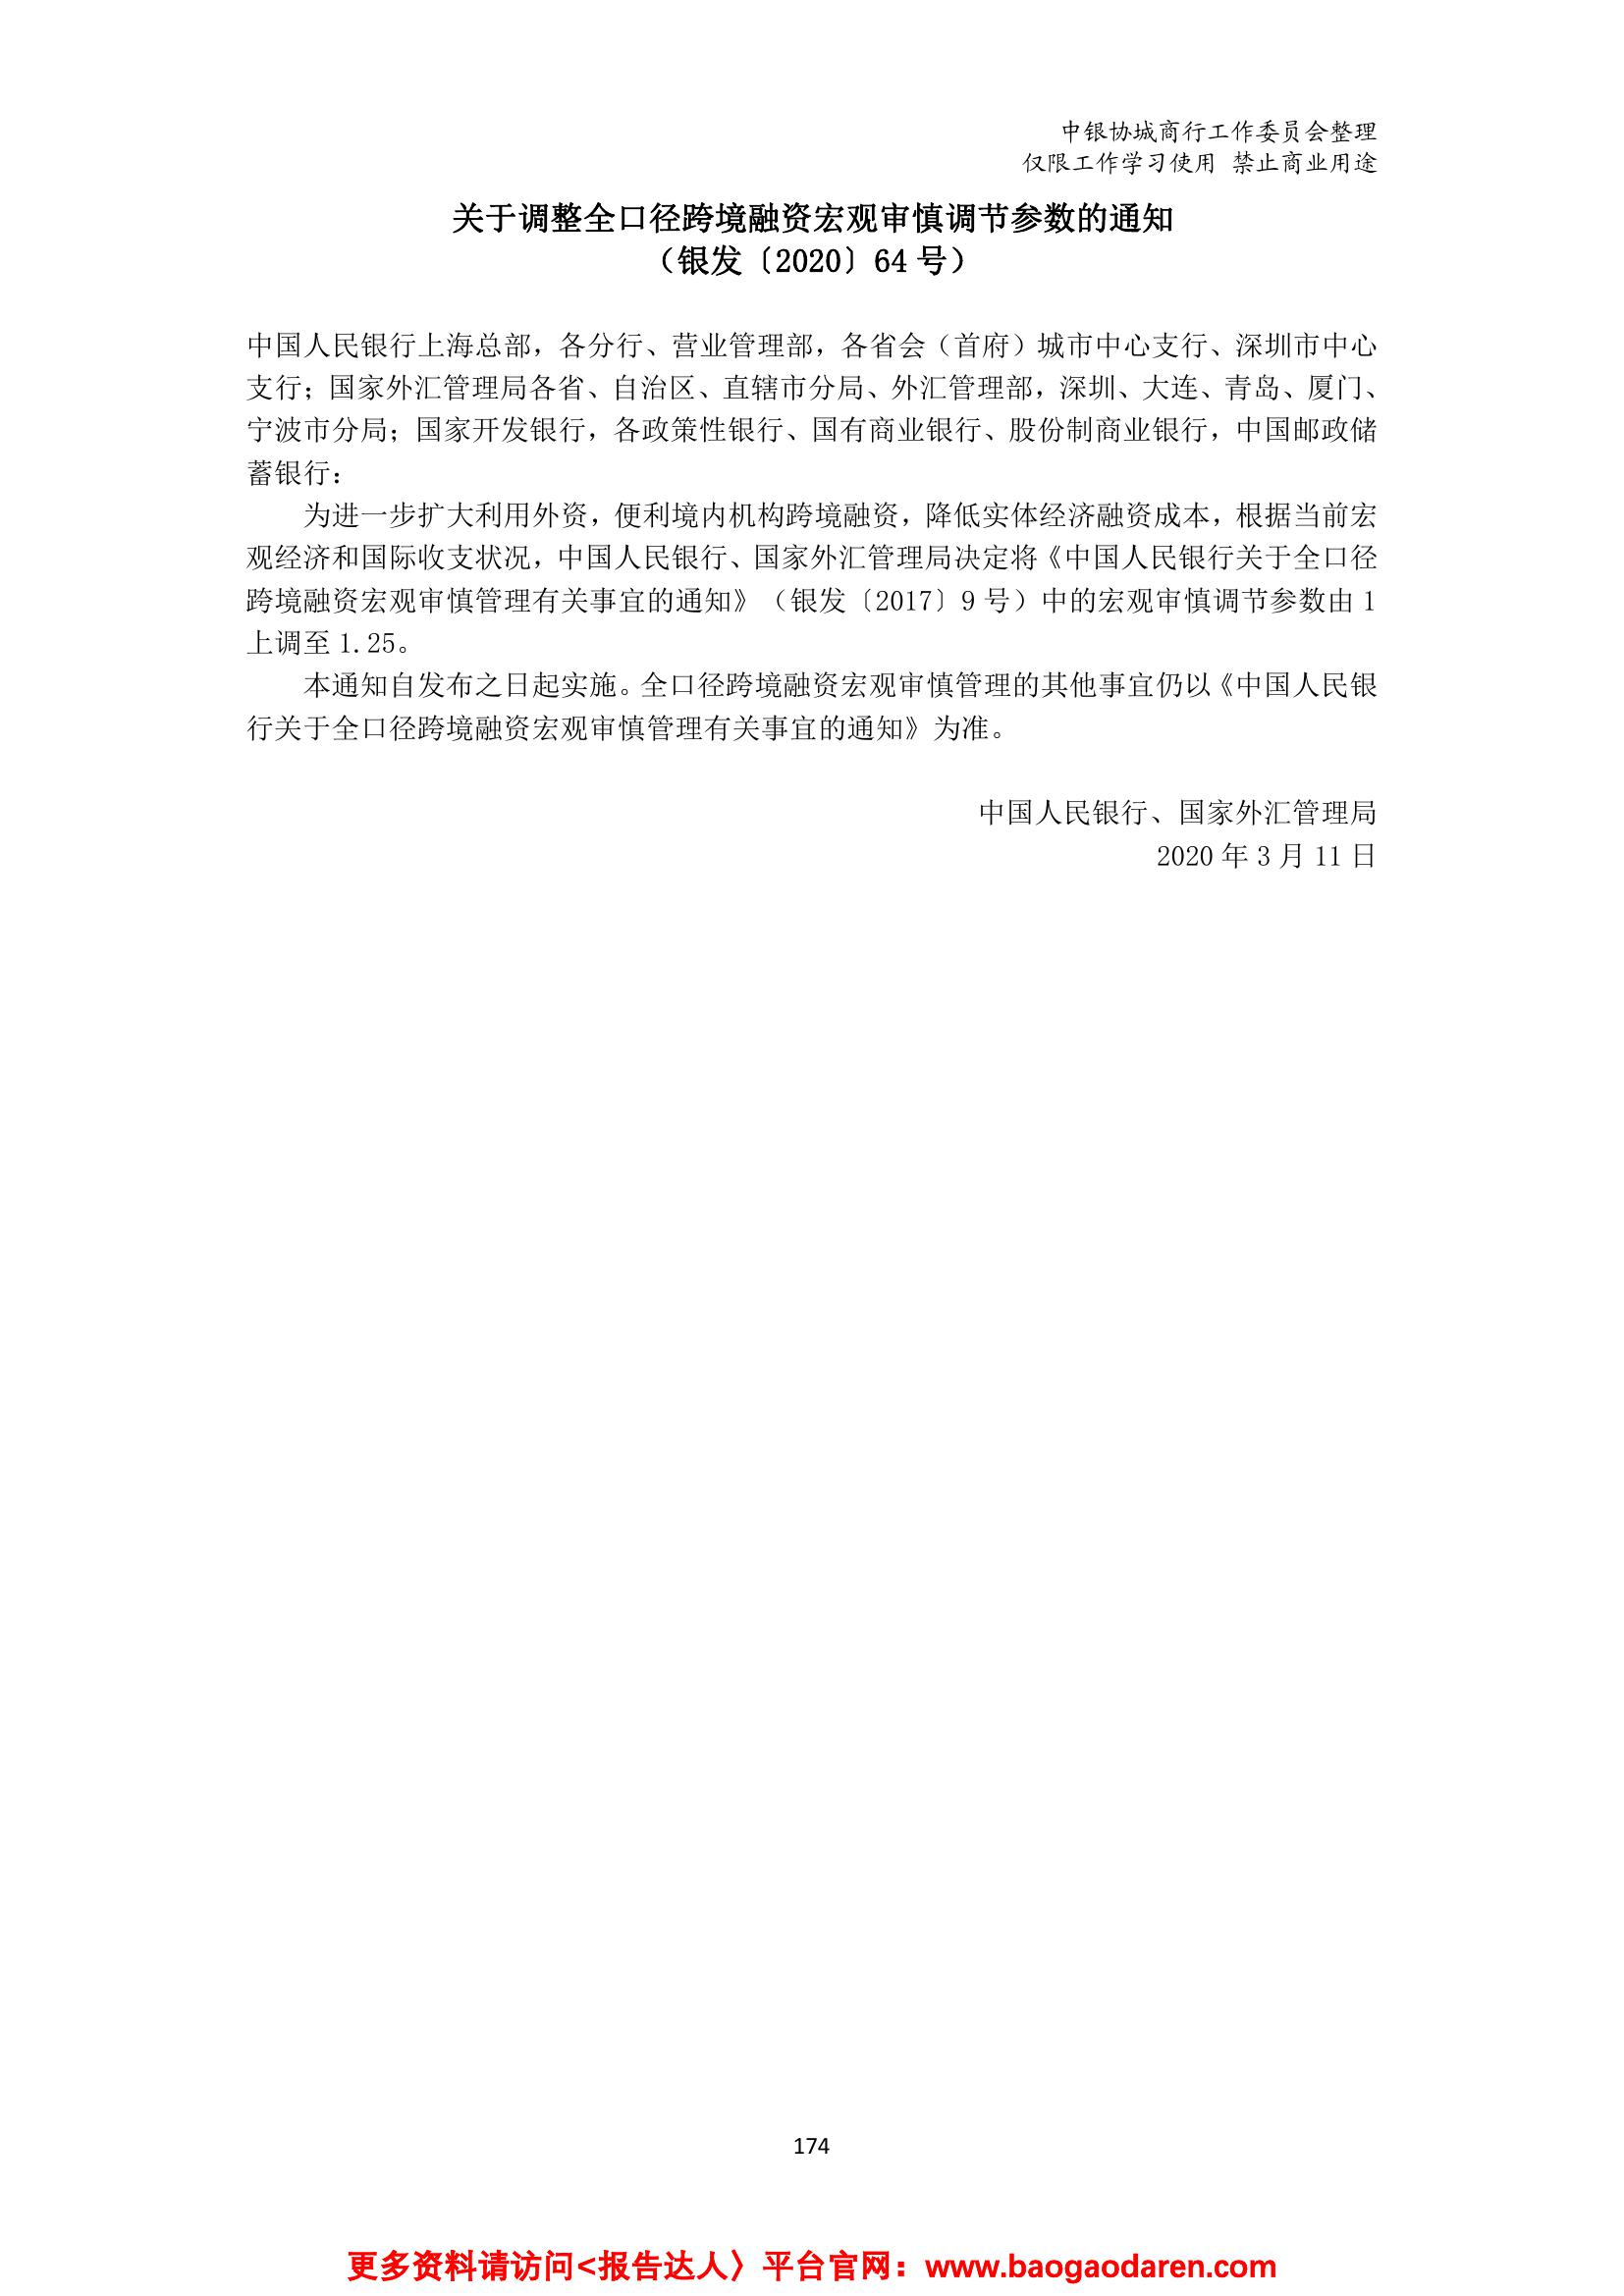 中银协城商行工作委员会整理
仅限工作学习使用 禁止商业用途
关于调整全口径跨境融资宏观审慎调节参数的通知
（银发〔2020〕64 号）
中国人民银行上海总部，各分行、营业管理部，各省会（首府）城市中心支行、深圳市中心
支行；国家外汇管理局各省、自治区、直辖市分局、外汇管理部，深圳、大连、青岛、厦门、
宁波市分局；国家开发银行，各政策性银行、国有商业银行、股份制商业银行，中国邮政储
蓄银行：
为进一步扩大利用外资，便利境内机构跨境融资，降低实体经济融资成本，根据当前宏
观经济和国际收支状况，中国人民银行、国家外汇管理局决定将《中国人民银行关于全口径
跨境融资宏观审慎管理有关事宜的通知》（银发〔2017〕9 号）中的宏观审慎调节参数由 1
上调至 1.25。
本通知自发布之日起实施。全口径跨境融资宏观审慎管理的其他事宜仍以《中国人民银
行关于全口径跨境融资宏观审慎管理有关事宜的通知》为准。
中国人民银行、国家外汇管理局
2020 年 3 月 11 日
174
更多资料请访问<报告达人〉平台官网：www.baogaodaren.com